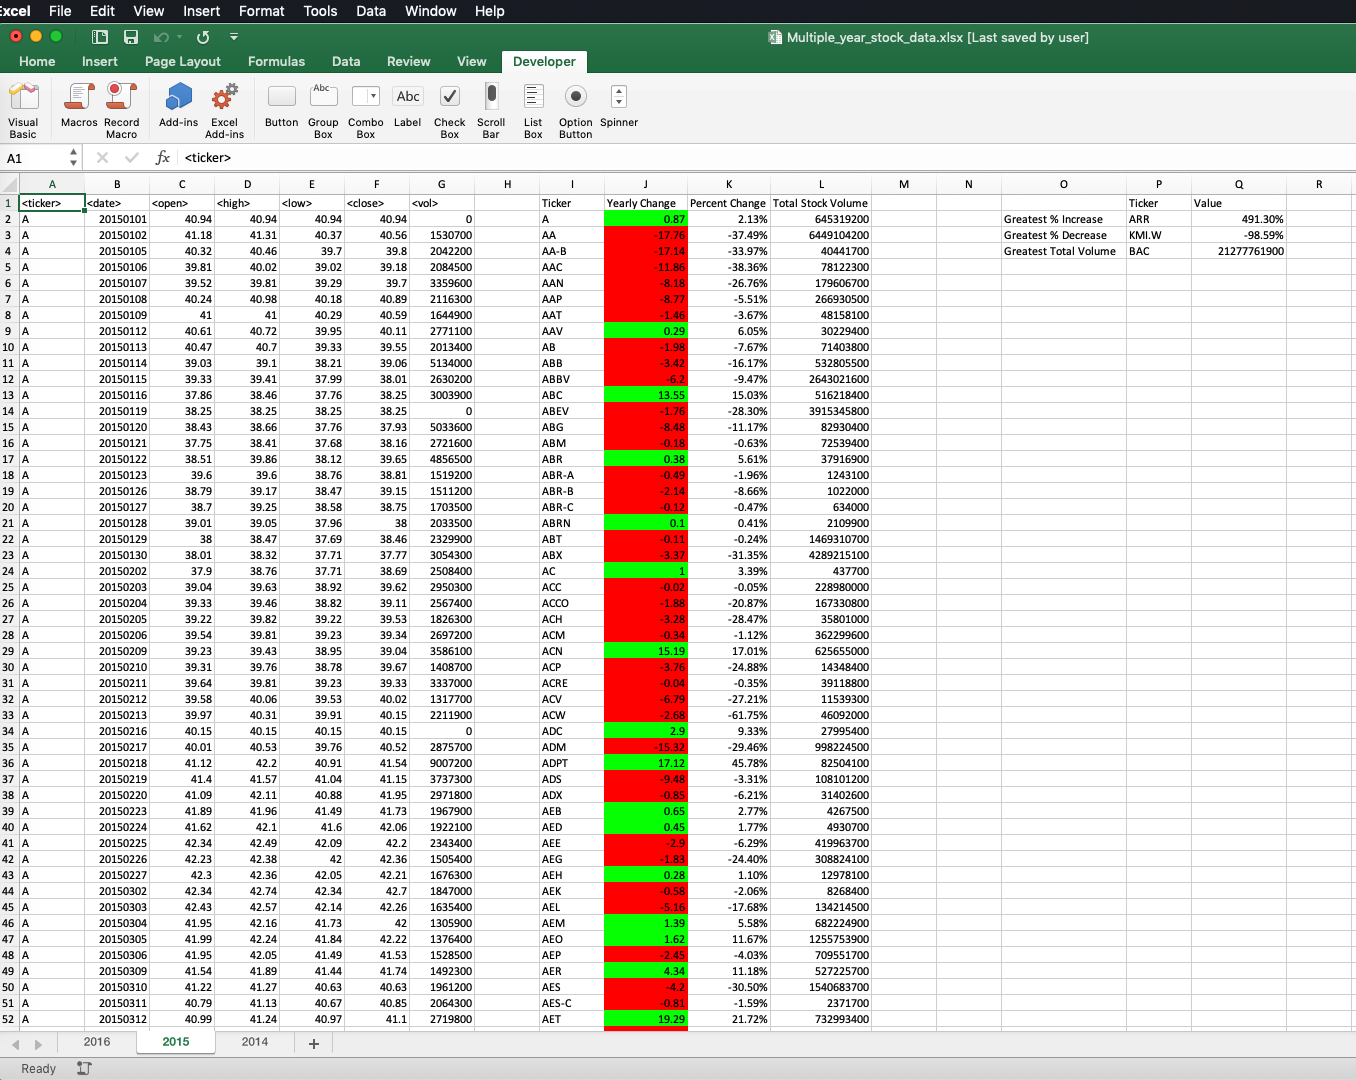 Excel File Edit View Insert Format Tools Data Window Help
Multiple_year_stock_data.xlsx [Last saved by user]
Home Insert Page Layout Formulas Data Review View Developer
Visual Basic Macros Record Macro Add-ins Excel Add-ins Button Abc Group Box Combo Box Abc Label Check Box Scroll Bar List Box Option Button Spinner
A1 fx <ticker>
A B C D E F G H I J K L M N O P Q R
1 <ticker> <date> <open> <high> <low> <close> <vol> Ticker Yearly Change Percent Change Total Stock Volume Ticker Value
2 A 20150101 40.94 40.94 40.94 40.94 0 A 0.87 2.13% 645319200 Greatest % Increase ARR 491.30%
3 A 20150102 41.18 41.31 40.37 40.56 1530700 AA -17.76 -37.49% 6449104200 Greatest % Decrease KMI.W -98.59%
4 A 20150105 40.32 40.46 39.7 39.8 2042200 AA-B -17.14 -33.97% 40441700 Greatest Total Volume BAC 21277761900
5 A 20150106 39.81 40.02 39.02 39.18 2084500 AAC -11.86 -38.36% 78122300
6 A 20150107 39.52 39.81 39.29 39.7 3359600 AAN -8.18 -26.76% 179606700
7 A 20150108 40.24 40.98 40.18 40.89 2116300 AAP -8.77 -5.51% 266930500
8 A 20150109 41 41 40.29 40.59 1644900 AAT -1.46 -3.67% 48158100
9 A 20150112 40.61 40.72 39.95 40.11 2771100 AAV 0.29 6.05% 30229400
10 A 20150113 40.47 40.7 39.33 39.55 2013400 AB -1.98 -7.67% 71403800
11 A 20150114 39.03 39.1 38.21 39.06 5134000 ABB -3.42 -16.17% 532805500
12 A 20150115 39.33 39.41 37.99 38.01 2630200 ABBV -6.2 -9.47% 2643021600
13 A 20150116 37.86 38.46 37.76 38.25 3003900 ABC 13.55 15.03% 516218400
14 A 20150119 38.25 38.25 38.25 38.25 0 ABEV -1.76 -28.30% 3915345800
15 A 20150120 38.43 38.66 37.76 37.93 5033600 ABG -8.48 -11.17% 82930400
16 A 20150121 37.75 38.41 37.68 38.16 2721600 ABM -0.18 -0.63% 72539400
17 A 20150122 38.51 39.86 38.12 39.65 4856500 ABR 0.38 5.61% 37916900
18 A 20150123 39.6 39.6 38.76 38.81 1519200 ABR-A -0.49 -1.96% 1243100
19 A 20150126 38.79 39.17 38.47 39.15 1511200 ABR-B -2.14 -8.66% 1022000
20 A 20150127 38.7 39.25 38.58 38.75 1703500 ABR-C -0.12 -0.47% 634000
21 A 20150128 39.01 39.05 37.96 38 2033500 ABRN 0.1 0.41% 2109900
22 A 20150129 38 38.47 37.69 38.46 2329900 ABT -0.11 -0.24% 1469310700
23 A 20150130 38.01 38.32 37.71 37.77 3054300 ABX -3.37 -31.35% 4289215100
24 A 20150202 37.9 38.76 37.71 38.69 2508400 AC 1 3.39% 437700
25 A 20150203 39.04 39.63 38.92 39.62 2950300 ACC -0.02 -0.05% 228980000
26 A 20150204 39.33 39.46 38.82 39.11 2567400 ACCO -1.88 -20.87% 167330800
27 A 20150205 39.22 39.82 39.22 39.53 1826300 ACH -3.28 -28.47% 35801000
28 A 20150206 39.54 39.81 39.23 39.34 2697200 ACM -0.34 -1.12% 362299600
29 A 20150209 39.23 39.43 38.95 39.04 3586100 ACN 15.19 17.01% 625655000
30 A 20150210 39.31 39.76 38.78 39.67 1408700 ACP -3.76 -24.88% 14348400
31 A 20150211 39.64 39.81 39.23 39.33 3337000 ACRE -0.04 -0.35% 39118800
32 A 20150212 39.58 40.06 39.53 40.02 1317700 ACV -6.79 -27.21% 11539300
33 A 20150213 39.97 40.31 39.91 40.15 2211900 ACW -2.68 -61.75% 46092000
34 A 20150216 40.15 40.15 40.15 40.15 0 ADC 2.9 9.33% 27995400
35 A 20150217 40.01 40.53 39.76 40.52 2875700 ADM -15.32 -29.46% 998224500
36 A 20150218 41.12 42.2 40.91 41.54 9007200 ADPT 17.12 45.78% 82504100
37 A 20150219 41.4 41.57 41.04 41.15 3737300 ADS -9.48 -3.31% 108101200
38 A 20150220 41.09 42.11 40.88 41.95 2971800 ADX -0.85 -6.21% 31402600
39 A 20150223 41.89 41.96 41.49 41.73 1967900 AEB 0.65 2.77% 4267500
40 A 20150224 41.62 42.1 41.6 42.06 1922100 AED 0.45 1.77% 4930700
41 A 20150225 42.34 42.49 42.09 42.2 2343400 AEE -2.9 -6.29% 419963700
42 A 20150226 42.23 42.38 42 42.36 1505400 AEG -1.83 -24.40% 308824100
43 A 20150227 42.3 42.36 42.05 42.21 1676300 AEH 0.28 1.10% 12978100
44 A 20150302 42.34 42.74 42.34 42.7 1847000 AEK -0.58 -2.06% 8268400
45 A 20150303 42.43 42.57 42.14 42.26 1635400 AEL -5.16 -17.68% 134214500
46 A 20150304 41.95 42.16 41.73 42 1305900 AEM 1.39 5.58% 682224900
47 A 20150305 41.99 42.24 41.84 42.22 1376400 AEO 1.62 11.67% 1255753900
48 A 20150306 41.95 42.05 41.49 41.53 1528500 AEP -2.45 -4.03% 709551700
49 A 20150309 41.54 41.89 41.44 41.74 1492300 AER 4.34 11.18% 527225700
50 A 20150310 41.22 41.27 40.63 40.63 1961200 AES -4.2 -30.50% 1540683700
51 A 20150311 40.79 41.13 40.67 40.85 2064300 AES-C -0.81 -1.59% 2371700
52 A 20150312 40.99 41.24 40.97 41.1 2719800 AET 19.29 21.72% 732993400
2016 2015 2014 +
Ready